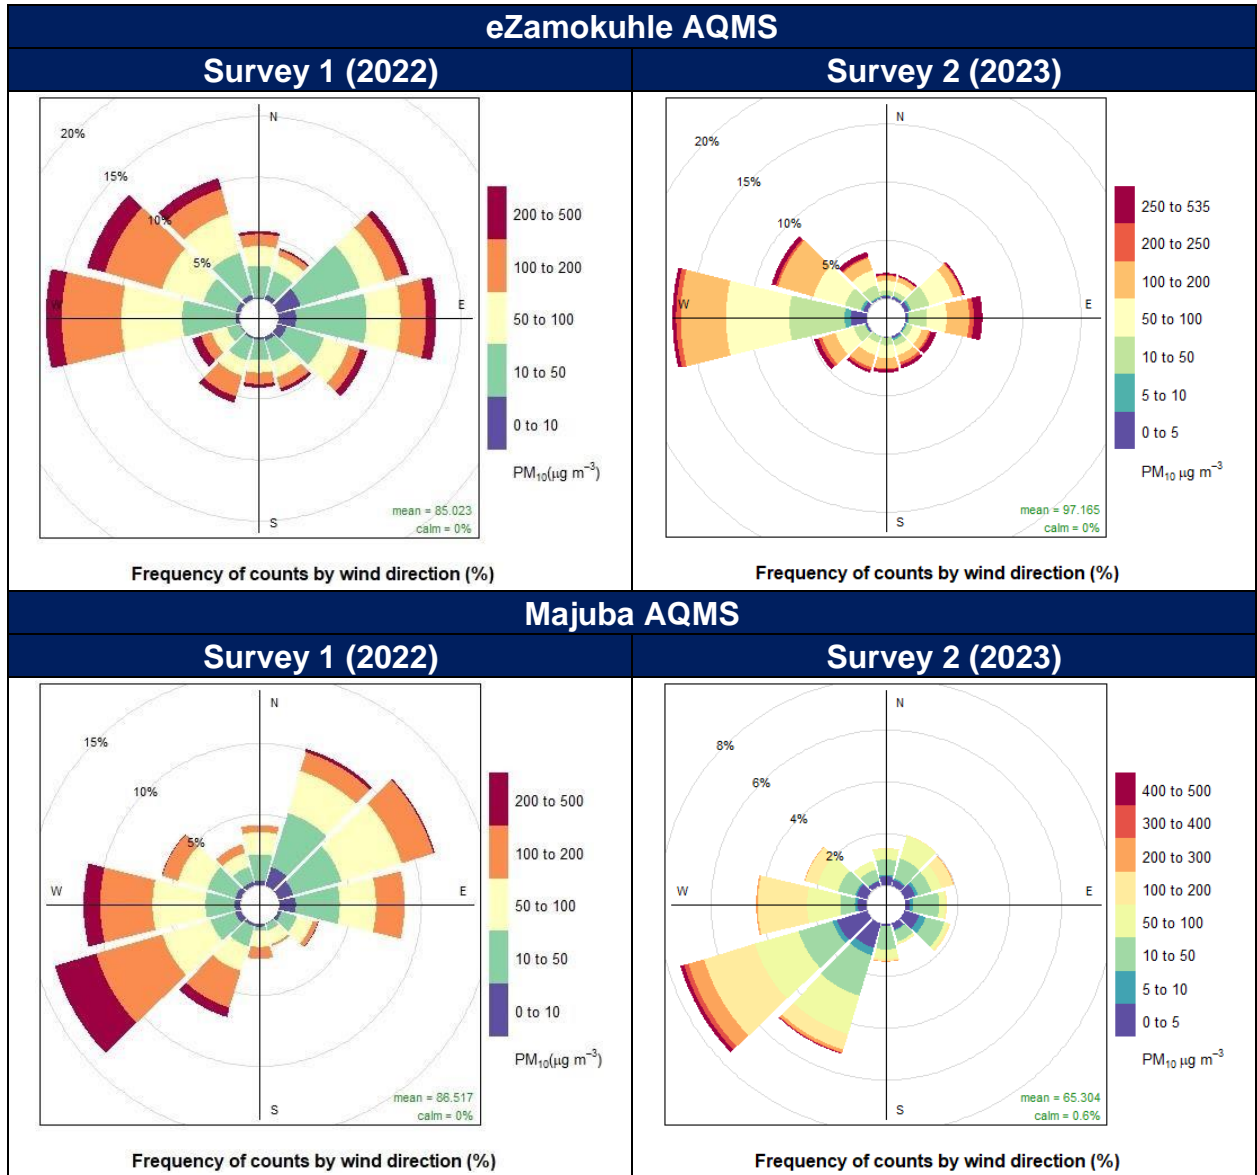 eZamokuhle AQMS
Survey 1 (2022)
Survey 2 (2023)
N
20%
15%
10%
5%
W
E
S
200 to 500
100 to 200
50 to 100
10 to 50
0 to 10
PM10(μg m−3)
mean = 85.023
calm = 0%
Frequency of counts by wind direction (%)
N
20%
15%
10%
5%
W
E
S
250 to 535
200 to 250
100 to 200
50 to 100
10 to 50
5 to 10
0 to 5
PM10 μg m−3
mean = 97.165
calm = 0%
Frequency of counts by wind direction (%)
Majuba AQMS
Survey 1 (2022)
Survey 2 (2023)
N
15%
10%
5%
W
E
S
200 to 500
100 to 200
50 to 100
10 to 50
0 to 10
PM10(μg m−3)
mean = 86.517
calm = 0%
Frequency of counts by wind direction (%)
N
8%
6%
4%
2%
W
E
S
400 to 500
300 to 400
200 to 300
100 to 200
50 to 100
10 to 50
5 to 10
0 to 5
PM10 μg m−3
mean = 65.304
calm = 0.6%
Frequency of counts by wind direction (%)